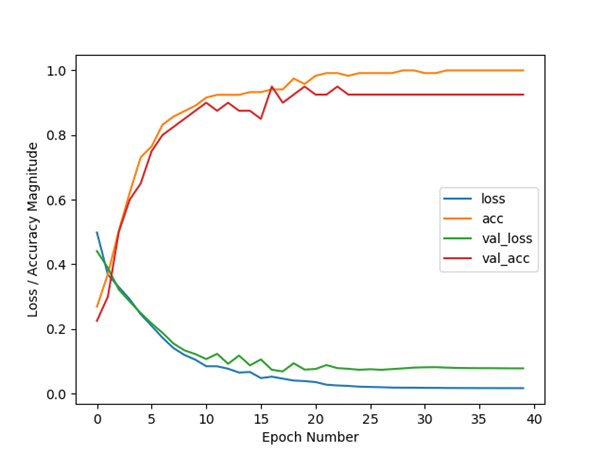 1.0
0.8
0.6
0.4
0.2
0.0
Loss / Accuracy Magnitude
loss
acc
val_loss
val_acc
0 5 10 15 20 25 30 35 40
Epoch Number